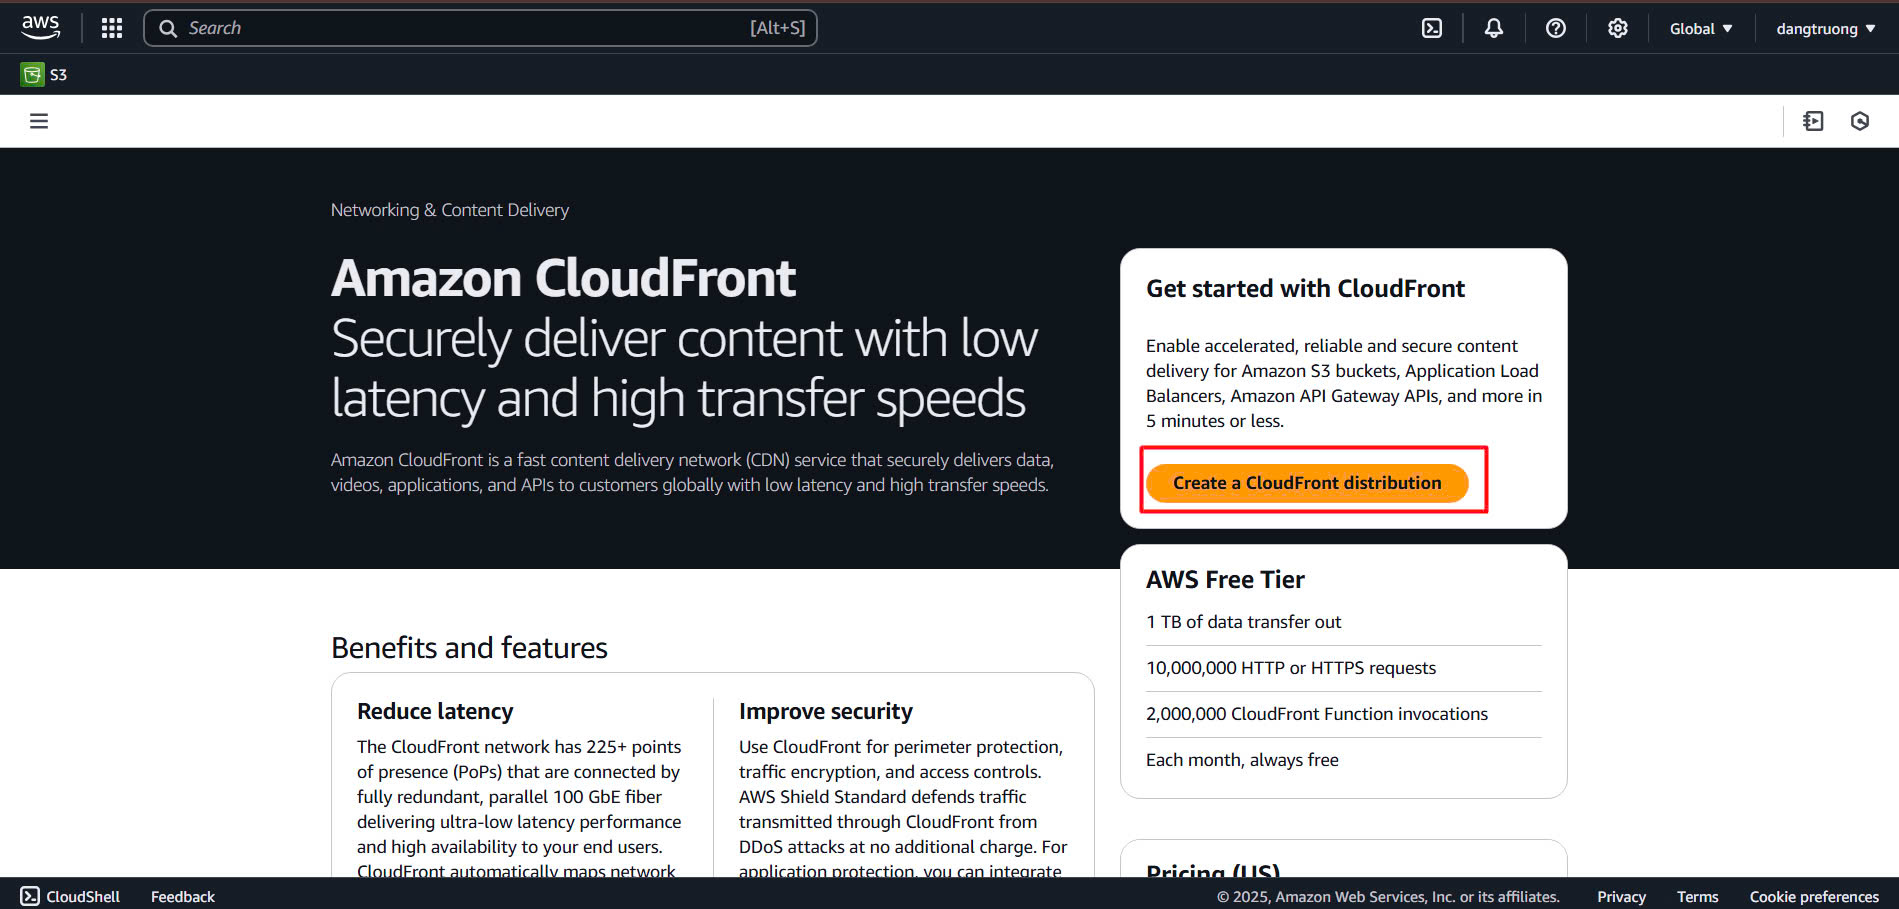 aws
Search
[Alt+S]
Global
dangtruong
S3
Networking & Content Delivery
Amazon CloudFront
Securely deliver content with low
latency and high transfer speeds
Amazon CloudFront is a fast content delivery network (CDN) service that securely delivers data,
videos, applications, and APIs to customers globally with low latency and high transfer speeds.
Get started with CloudFront
Enable accelerated, reliable and secure content
delivery for Amazon S3 buckets, Application Load
Balancers, Amazon API Gateway APIs, and more in
5 minutes or less.
Create a CloudFront distribution
AWS Free Tier
1 TB of data transfer out
10,000,000 HTTP or HTTPS requests
2,000,000 CloudFront Function invocations
Each month, always free
Benefits and features
Reduce latency
The CloudFront network has 225+ points
of presence (PoPs) that are connected by
fully redundant, parallel 100 GbE fiber
delivering ultra-low latency performance
and high availability to your end users.
CloudFront automatically maps network
Improve security
Use CloudFront for perimeter protection,
traffic encryption, and access controls.
AWS Shield Standard defends traffic
transmitted through CloudFront from
DDoS attacks at no additional charge. For
application protection, you can integrate
Pricing (US)
CloudShell
Feedback
© 2025, Amazon Web Services, Inc. or its affiliates.
Privacy
Terms
Cookie preferences